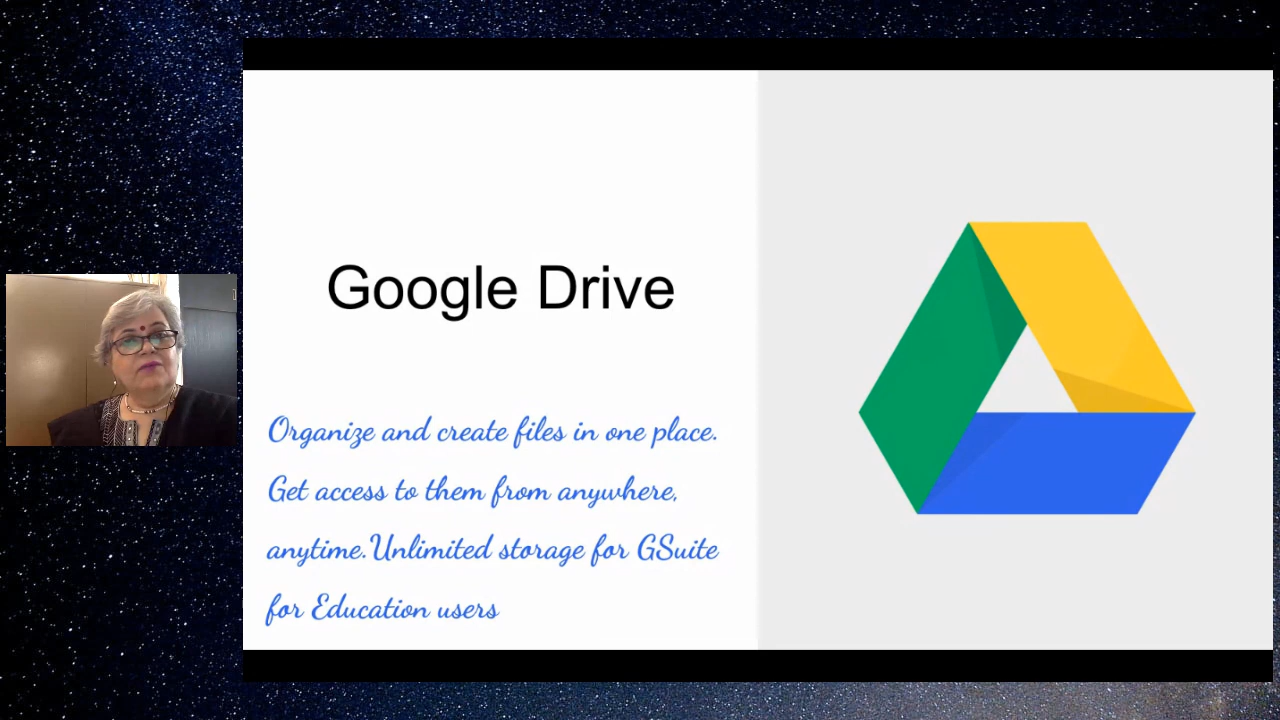 Google Drive
Organize and create files in one place.
Get access to them from anywhere,
anytime.Unlimited storage for GSuite
for Education users